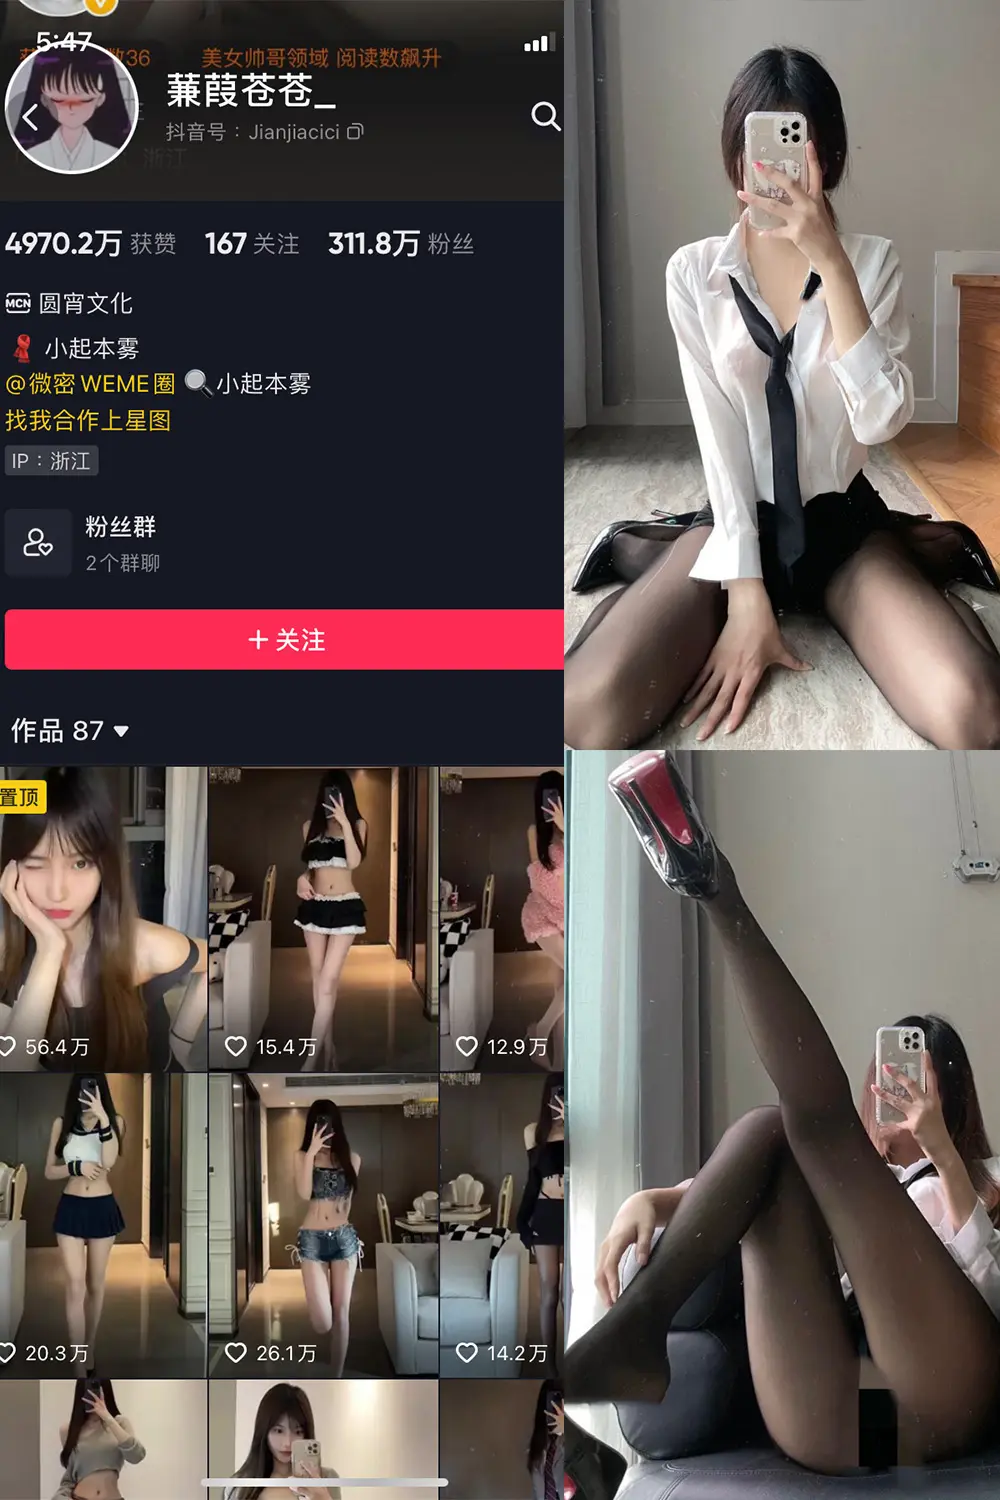 5:47
数36 美女帅哥领域 阅读数飙升
蒹葭苍苍_
抖音号：Jianjiacici
浙江
4970.2万 获赞 167 关注 311.8万 粉丝
MCN 圆宵文化
小起本雾
@微密 WEME圈 小起本雾
找我合作上星图
IP：浙江
粉丝群
2个群聊
+ 关注
作品 87
置顶
56.4万 15.4万 12.9万
20.3万 26.1万 14.2万